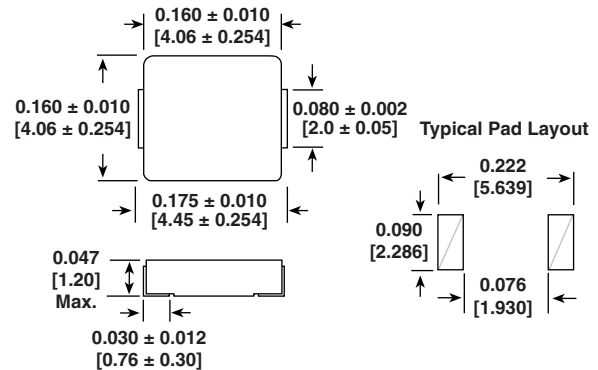 0.160 ± 0.010
[4.06 ± 0.254]
0.160 ± 0.010
[4.06 ± 0.254]
0.080 ± 0.002
[2.0 ± 0.05]
0.175 ± 0.010
[4.45 ± 0.254]
0.047
[1.20]
Max.
0.030 ± 0.012
[0.76 ± 0.30]
Typical Pad Layout
0.222
[5.639]
0.090
[2.286]
0.076
[1.930]